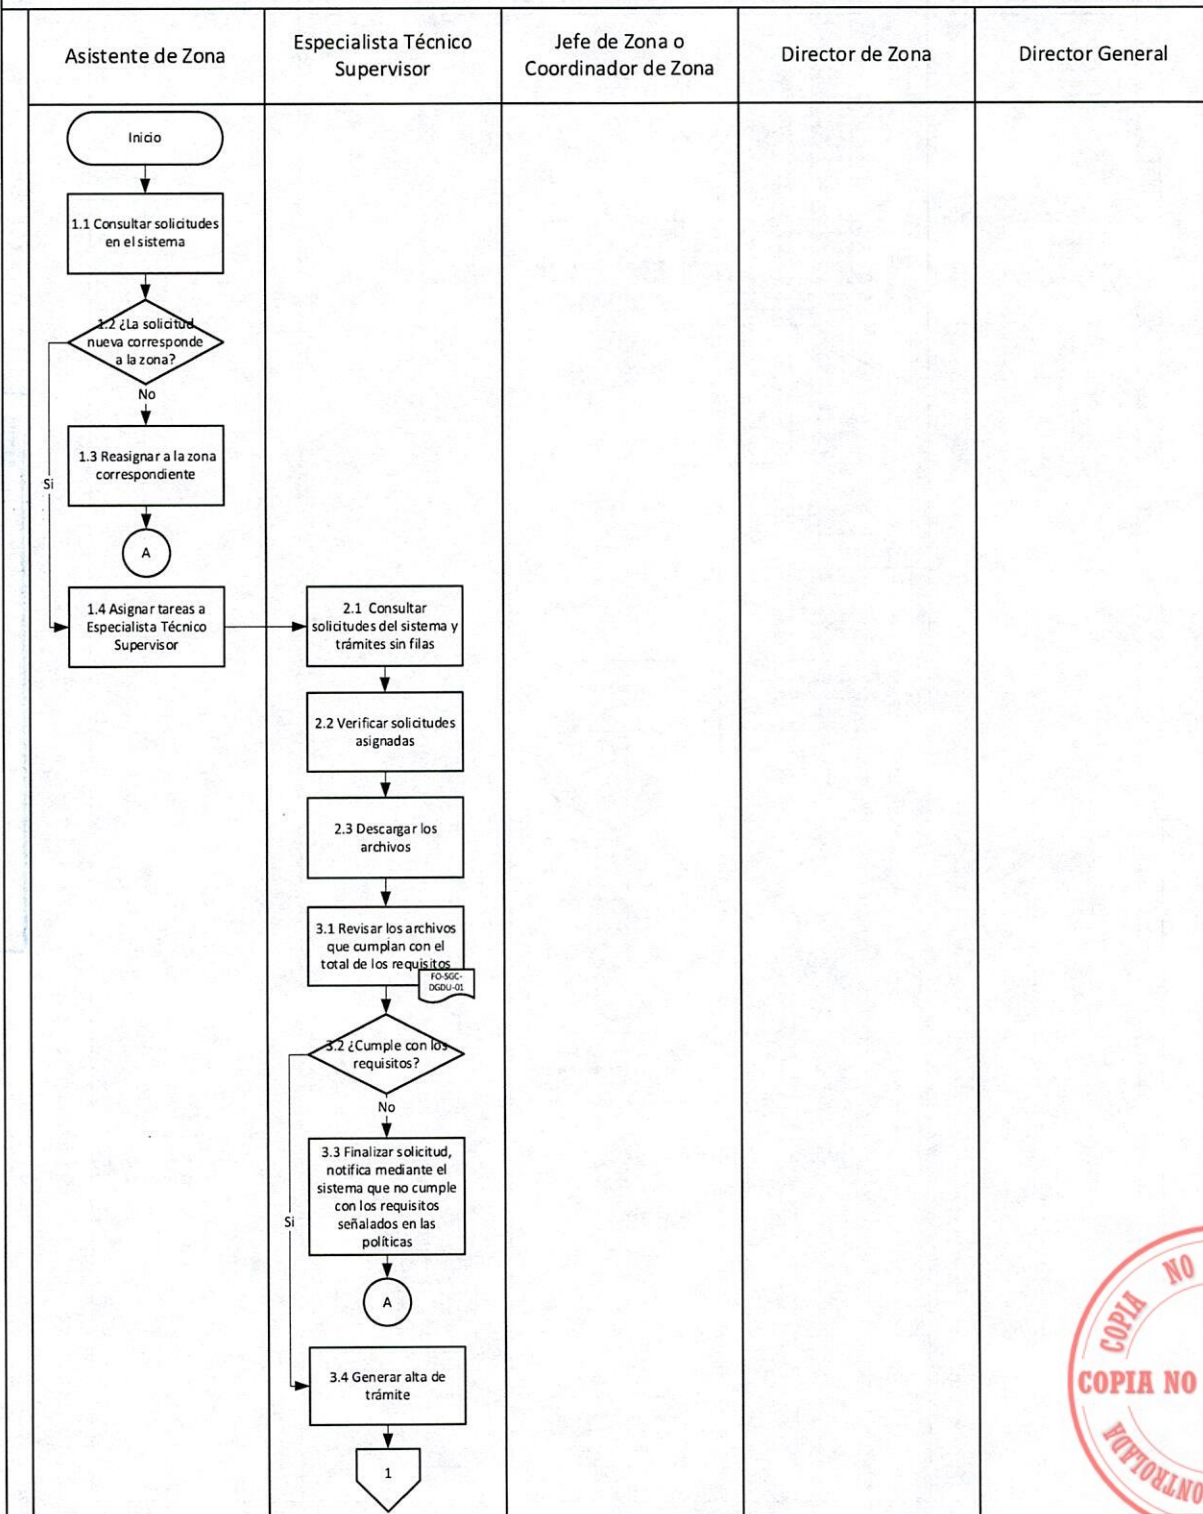 Asistente de Zona
Especialista Técnico
Supervisor
Jefe de Zona o
Coordinador de Zona
Director de Zona
Director General
Inicio
1.1 Consultar solicitudes
en el sistema
1.2 ¿La solicitud
nueva corresponde
a la zona?
No
1.3 Reasignar a la zona
correspondiente
Si
A
1.4 Asignar tareas a
Especialista Técnico
Supervisor
2.1 Consultar
solicitudes del sistema y
trámites sin filas
2.2 Verificar solicitudes
asignadas
2.3 Descargar los
archivos
3.1 Revisar los archivos
que cumplan con el
total de los requisitos
FO-SGC-
DGDU-01
3.2 ¿Cumple con los
requisitos?
No
3.3 Finalizar solicitud,
notifica mediante el
sistema que no cumple
con los requisitos
señalados en las
políticas
Si
A
3.4 Generar alta de
trámite
1
COPIA NO
COPIA NO